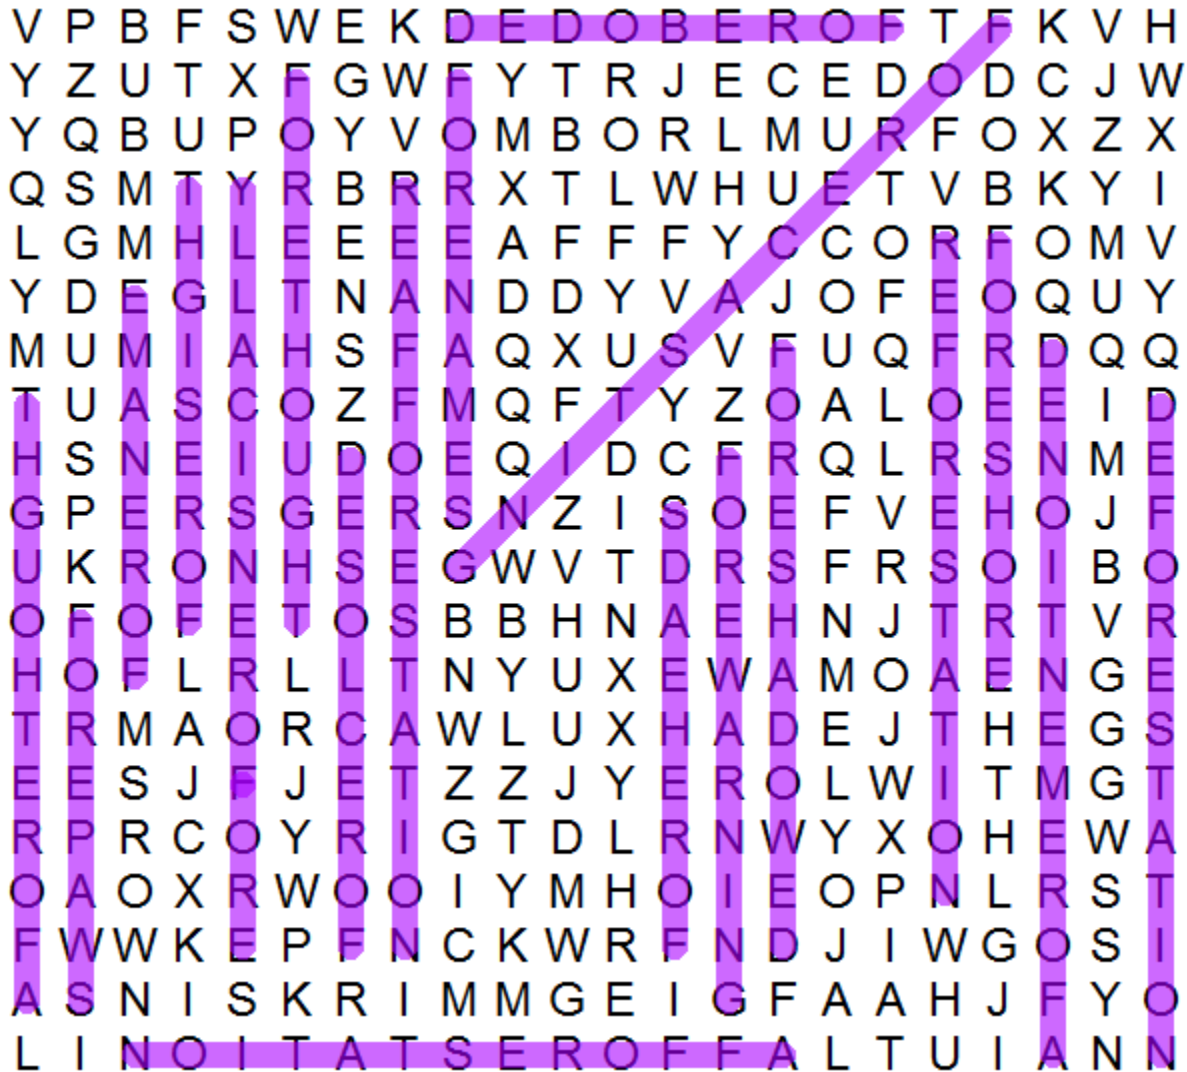 V P B F S W E K D E D O B E R O F T F K V H
Y Z U T X F G W F Y T R J E C E D O D C J W
Y Q B U P O Y V O M B O R L M U R F O X Z X
Q S M T Y R B R R X T L W H U E T V B K Y I
L G M H L E E E E A F F F Y C C O R F O M V
Y D E G L T N A N D D Y V A J O F E O Q U Y
M U M I A H S F A Q X U S V F U Q F R D Q Q
T U A S C O Z F M Q F T Y Z O A L O E E I D
H S N E I U D O E Q I D C F R Q L R S N M E
G P E R S G E R S N Z I S O E F V E H O J F
U K R O N H S E G W V T D R S F R S O I B O
O F O F E T O S B B H N A E H N J T R T V R
H O F L R L L T N Y U X E W A M O A E N G E
T R M A O R C A W L U X H A D E J T H E G S
E E S J F J E T Z Z J Y E R O L W I T M G T
R P R C O Y R I G T D L R N W Y X O H E W A
O A O X R W O O I Y M H O I E O P N L R S T
F W W K E P F N C K W R F N D J I W G O S I
A S N I S K R I M M G E I G F A A H J F Y O
L I N O I T A T S E R O F F A L T U I A N N